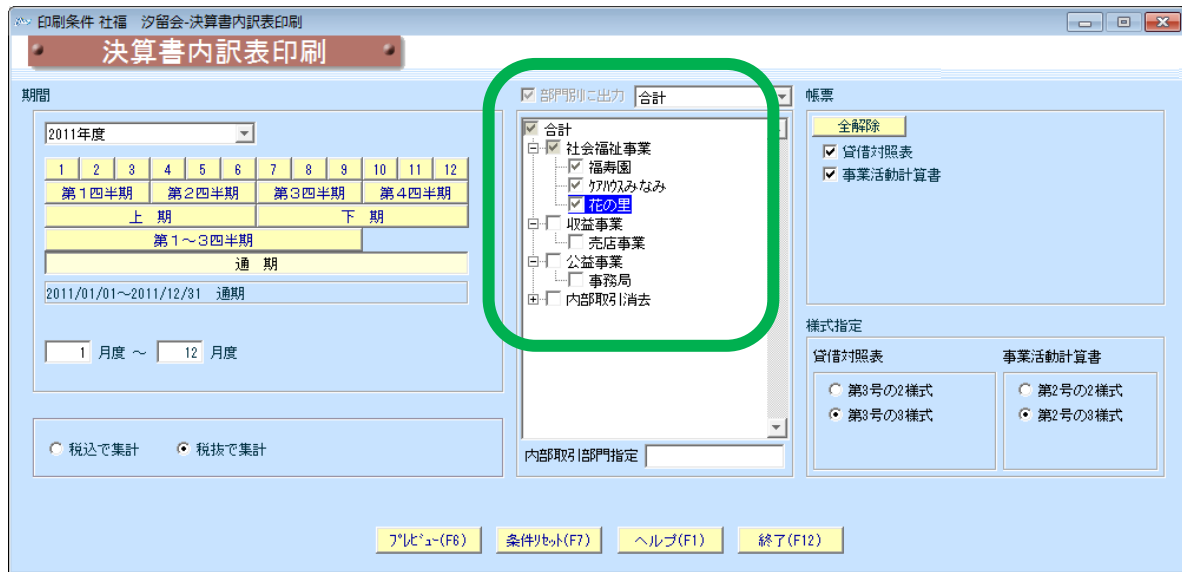 印刷条件 社福　汐留会-決算書内訳表印刷
決算書内訳表印刷
期間
2011年度
1 2 3 4 5 6 7 8 9 10 11 12
第1四半期 第2四半期 第3四半期 第4四半期
上　期 下　期
第1～3四半期
通　期
2011/01/01～2011/12/31　通期
1 月度 ～ 12 月度
税込で集計 税抜で集計
部門別に出力 合計
合計
社会福祉事業
福寿園
ｹｱﾊｳｽみなみ
花の里
収益事業
売店事業
公益事業
事務局
内部取引消去
内部取引部門指定
帳票
全解除
貸借対照表
事業活動計算書
様式指定
貸借対照表 事業活動計算書
第3号の2様式 第2号の2様式
第3号の3様式 第2号の3様式
ﾌﾟﾚﾋﾞｭｰ(F6) 条件ﾘｾｯﾄ(F7) ヘルプ(F1) 終了(F12)